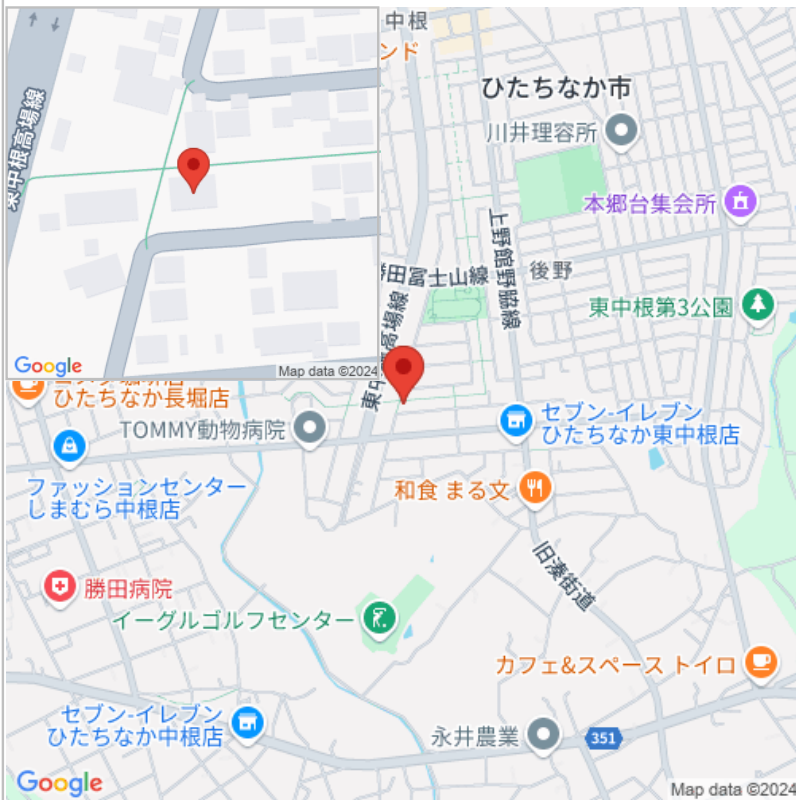 東中根高場線
Google
Map data ©2024
中根
ンド
ひたちなか市
川井理容所
本郷台集会所
上野館野脇線
後野
勝田富士山線
東中根第3公園
東中根高場線
ひたちなか長堀店
TOMMY動物病院
セブン-イレブン
ひたちなか東中根店
ファッションセンター
しまむら中根店
和食 まる文
旧湊街道
勝田病院
イーグルゴルフセンター
カフェ&スペース トイロ
セブン-イレブン
ひたちなか中根店
永井農業
351
Google
Map data ©2024